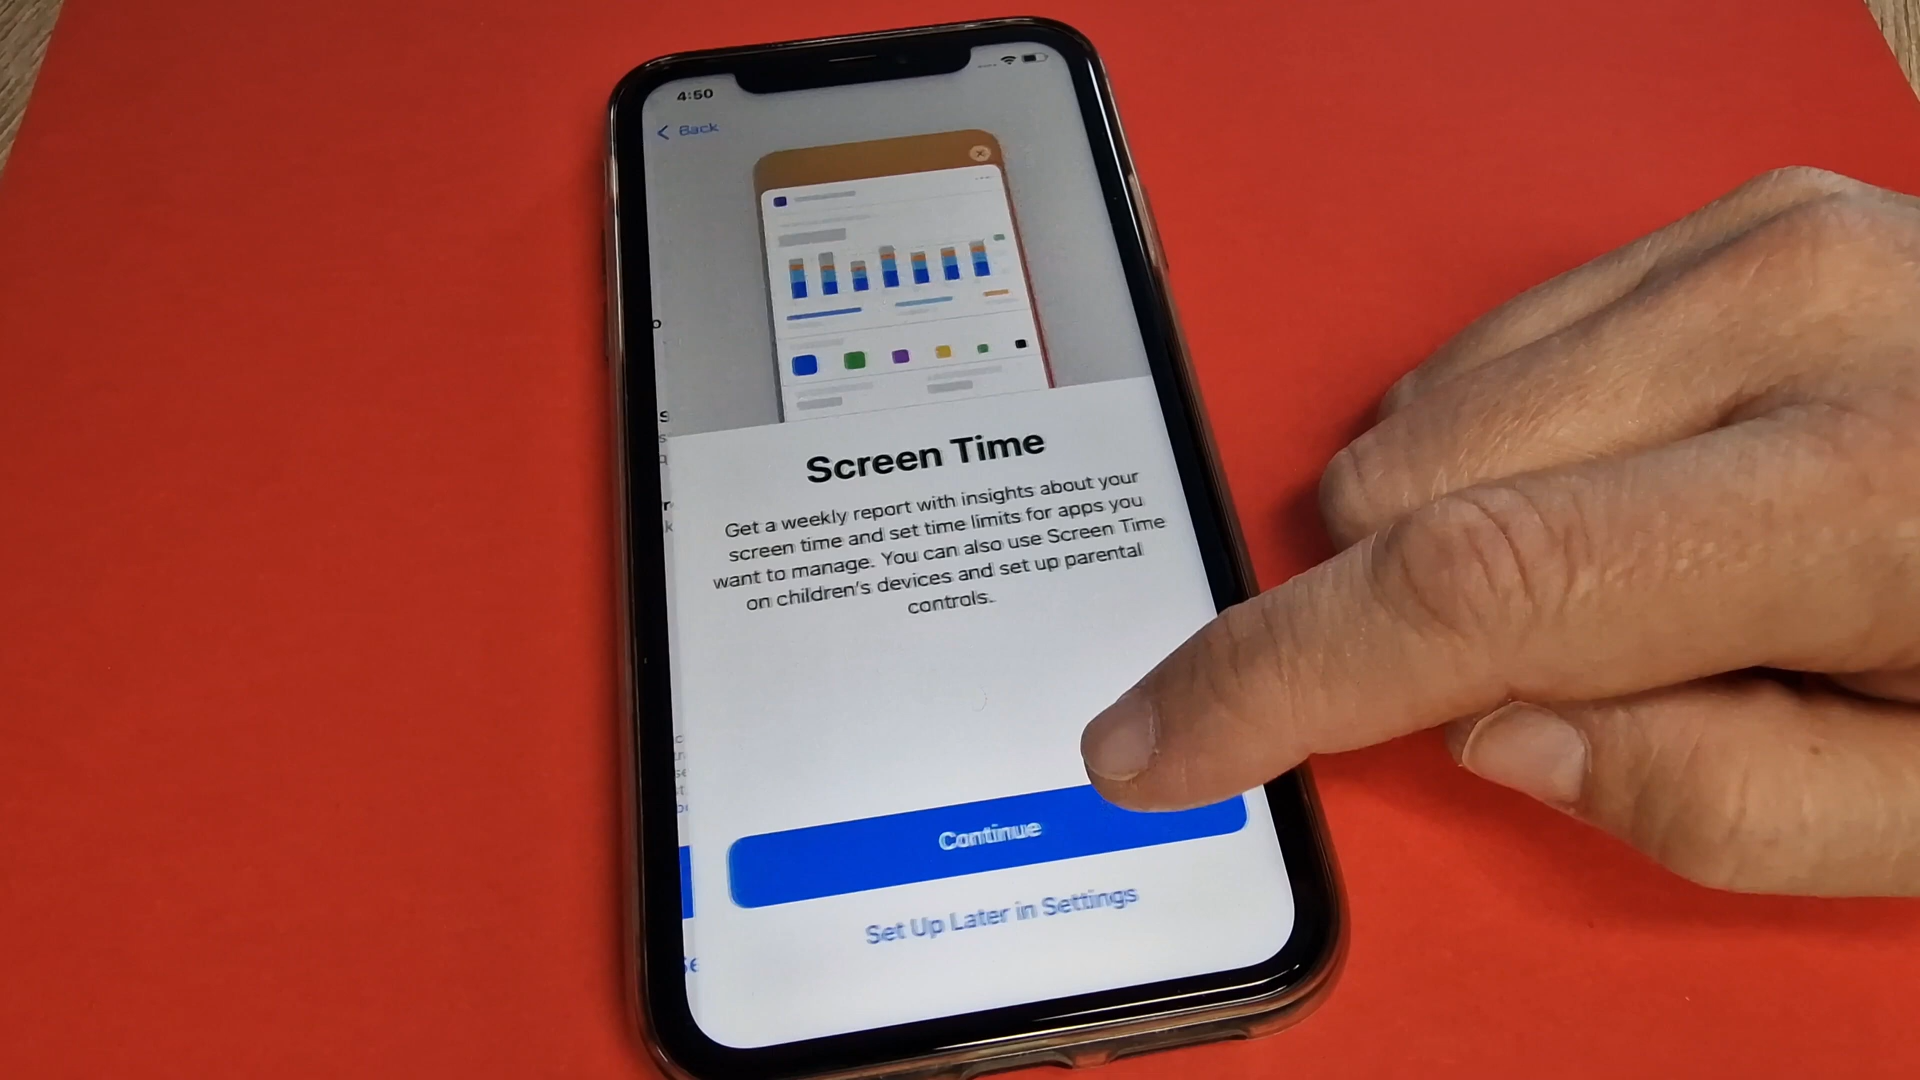 4:50
Back
Screen Time
Get a weekly report with insights about your
screen time and set time limits for apps you
want to manage. You can also use Screen Time
on children's devices and set up parental
controls.
Continue
Set Up Later in Settings